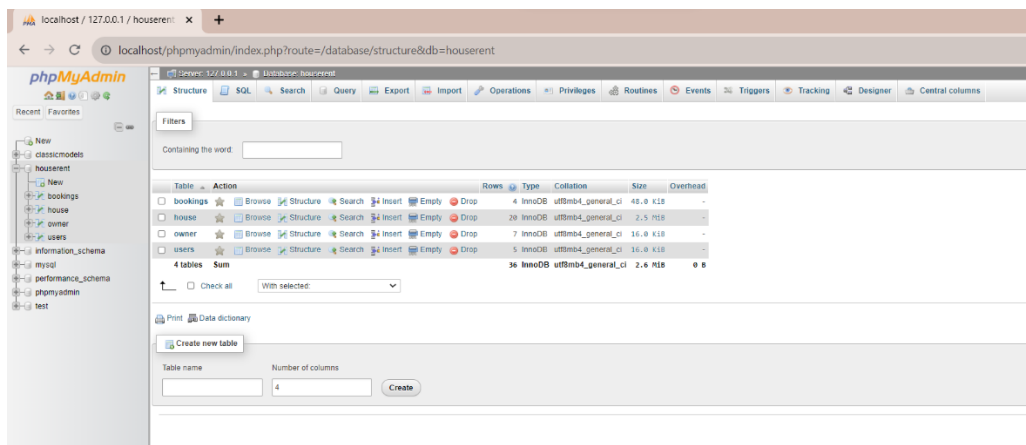 localhost / 127.0.0.1 / houserent
localhost/phpmyadmin/index.php?route=/database/structure&db=houserent
phpMyAdmin
Recent Favorites
New
classicmodels
houserent
New
bookings
house
owner
users
information_schema
mysql
performance_schema
phpmyadmin
test
Server: 127.0.0.1 » Database: houserent
Structure SQL Search Query Export Import Operations Privileges Routines Events Triggers Tracking Designer Central columns
Filters
Containing the word:
Table Action Rows Type Collation Size Overhead
bookings Browse Structure Search Insert Empty Drop 4 InnoDB utf8mb4_general_ci 48.0 KiB -
house Browse Structure Search Insert Empty Drop 20 InnoDB utf8mb4_general_ci 2.5 MiB -
owner Browse Structure Search Insert Empty Drop 7 InnoDB utf8mb4_general_ci 16.0 KiB -
users Browse Structure Search Insert Empty Drop 5 InnoDB utf8mb4_general_ci 16.0 KiB -
4 tables Sum 36 InnoDB utf8mb4_general_ci 2.6 MiB 0 B
Check all With selected:
Print Data dictionary
Create new table
Table name Number of columns
4 Create